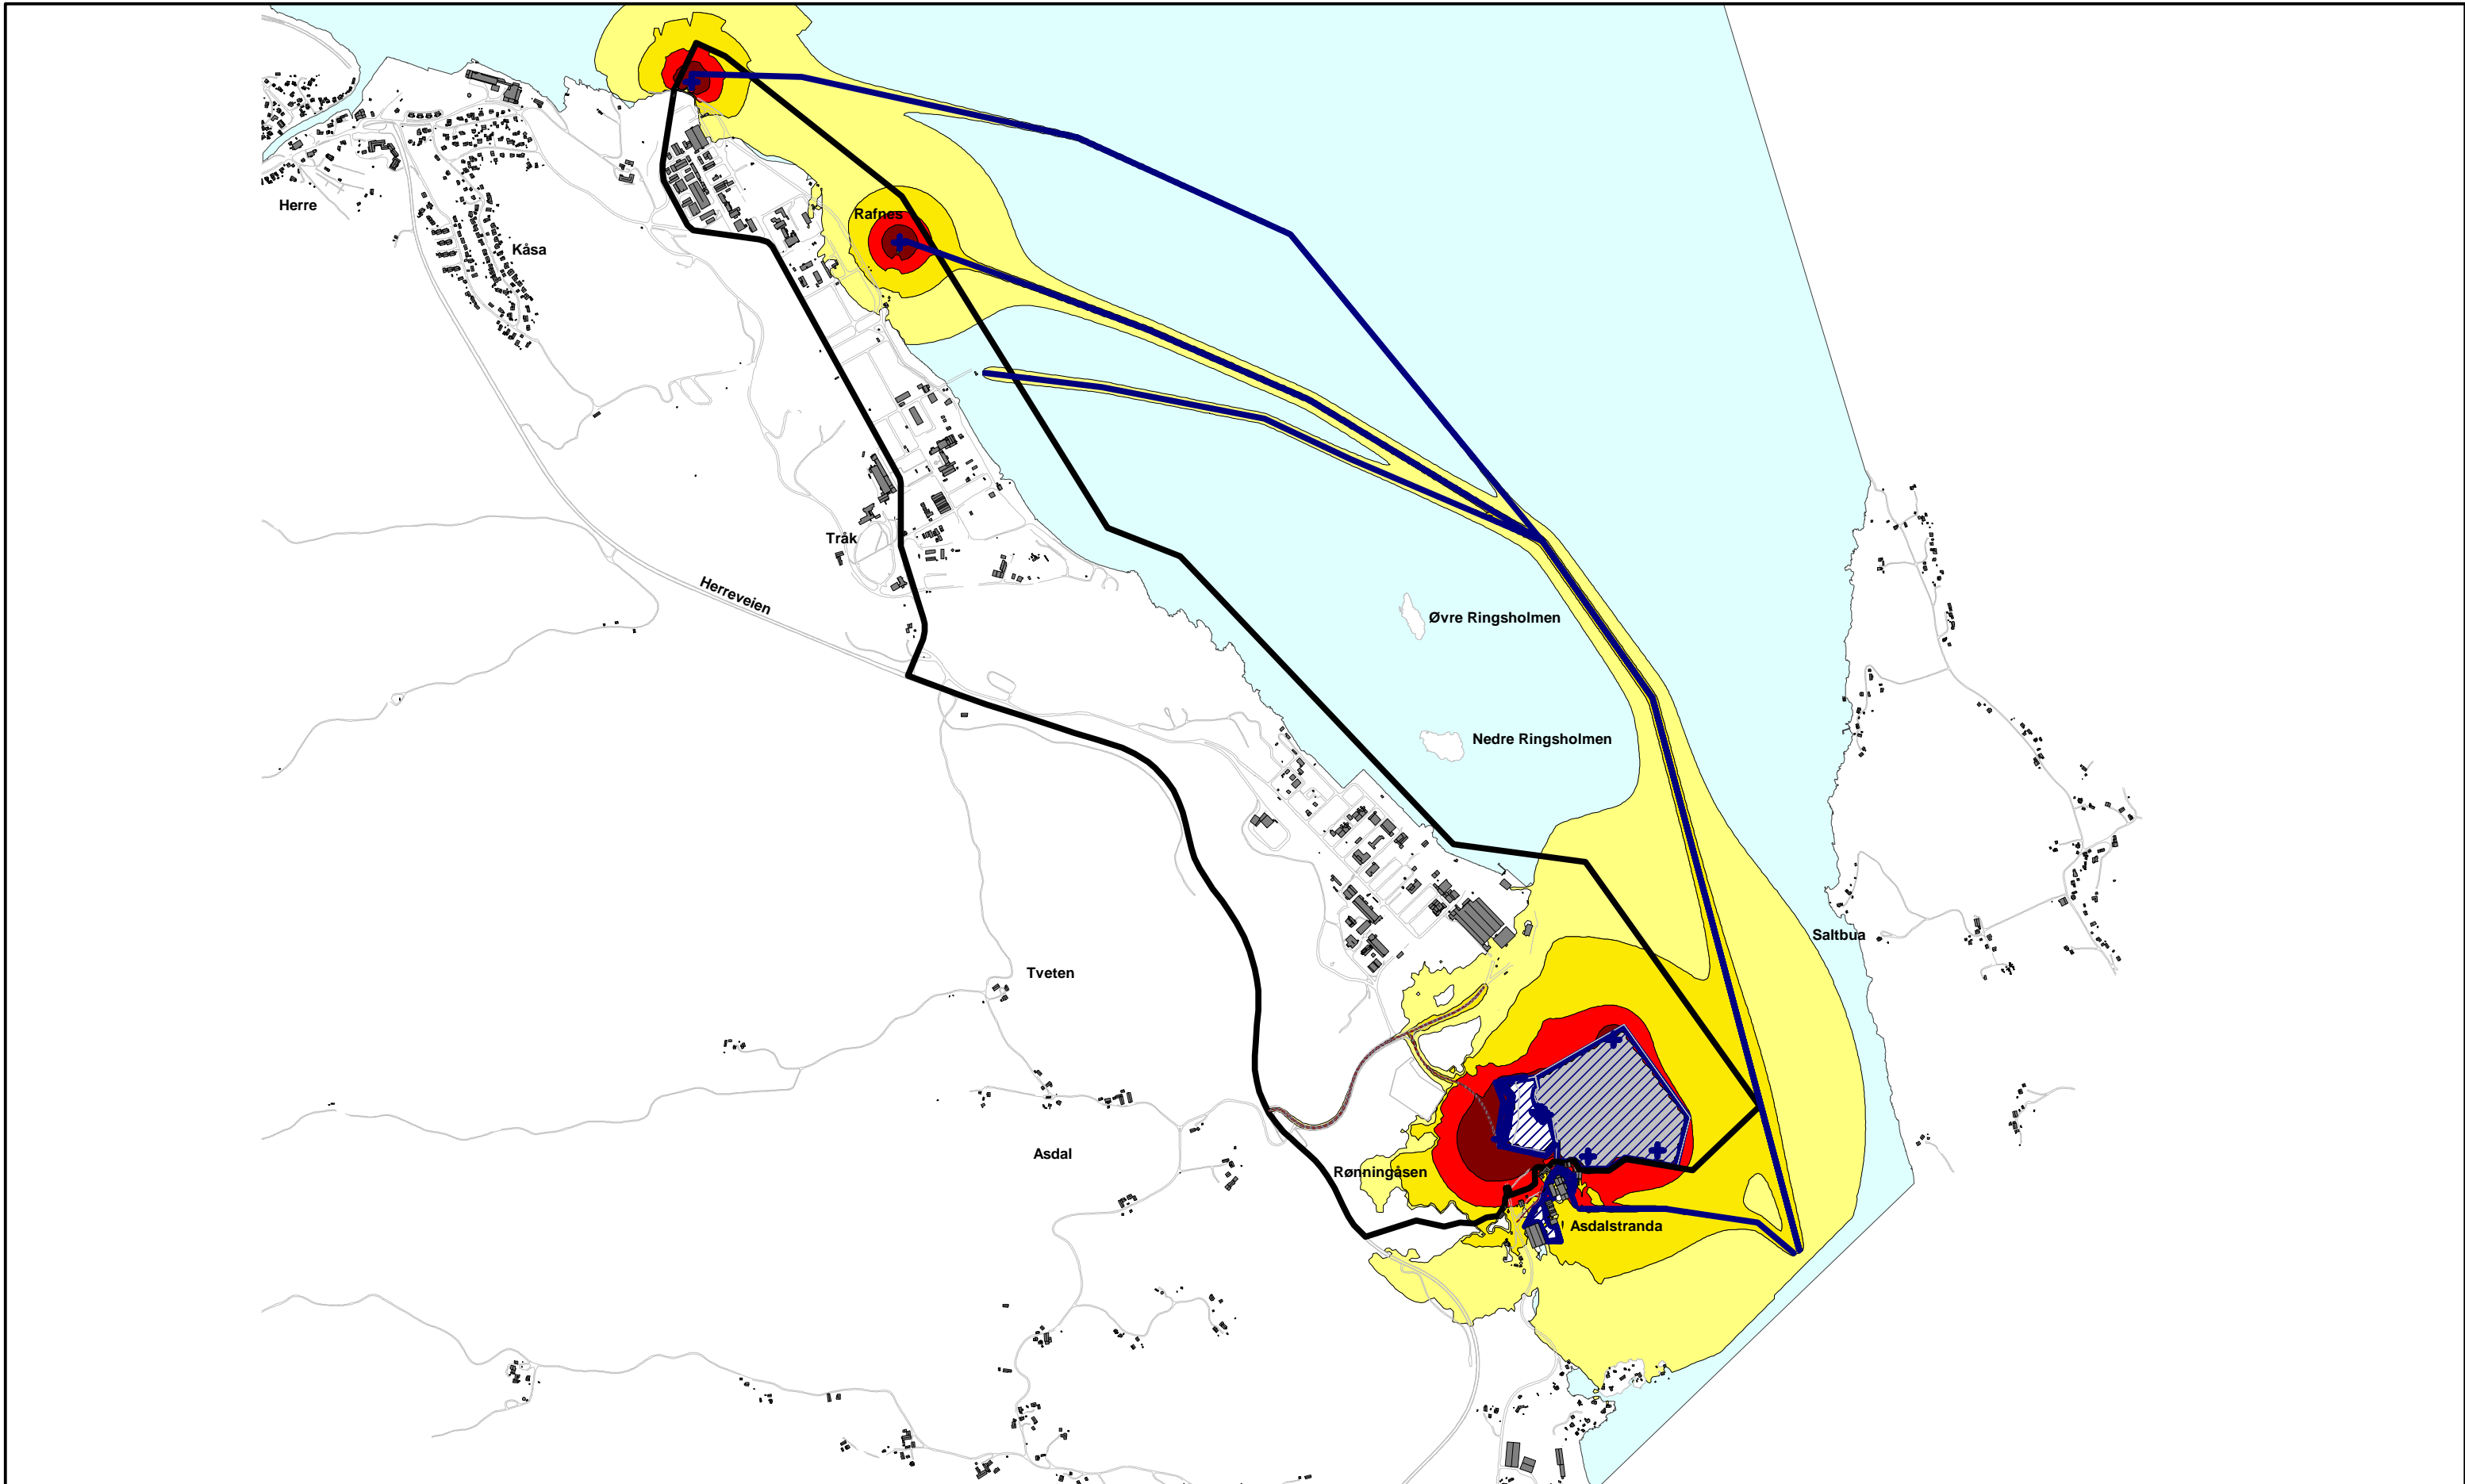 Herre
Rafnes
Kåsa
Tråk
Herreveien
Øvre Ringsholmen
Nedre Ringsholmen
Saltbua
Tveten
Asdal
Rønningåsen
Asdalstranda